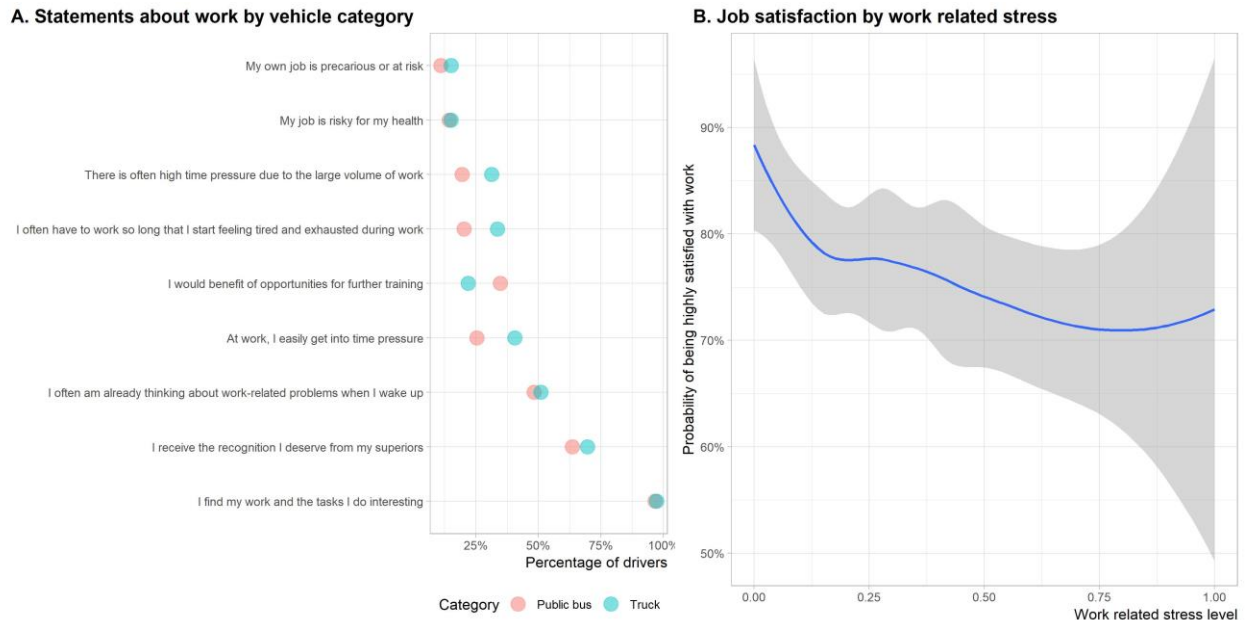 A. Statements about work by vehicle category
My own job is precarious or at risk
My job is risky for my health
There is often high time pressure due to the large volume of work
I often have to work so long that I start feeling tired and exhausted during work
I would benefit of opportunities for further training
At work, I easily get into time pressure
I often am already thinking about work-related problems when I wake up
I receive the recognition I deserve from my superiors
I find my work and the tasks I do interesting
25% 50% 75% 100%
Percentage of drivers
Category Public bus Truck
B. Job satisfaction by work related stress
Probability of being highly satisfied with work
90%
80%
70%
60%
50%
0.00 0.25 0.50 0.75 1.00
Work related stress level